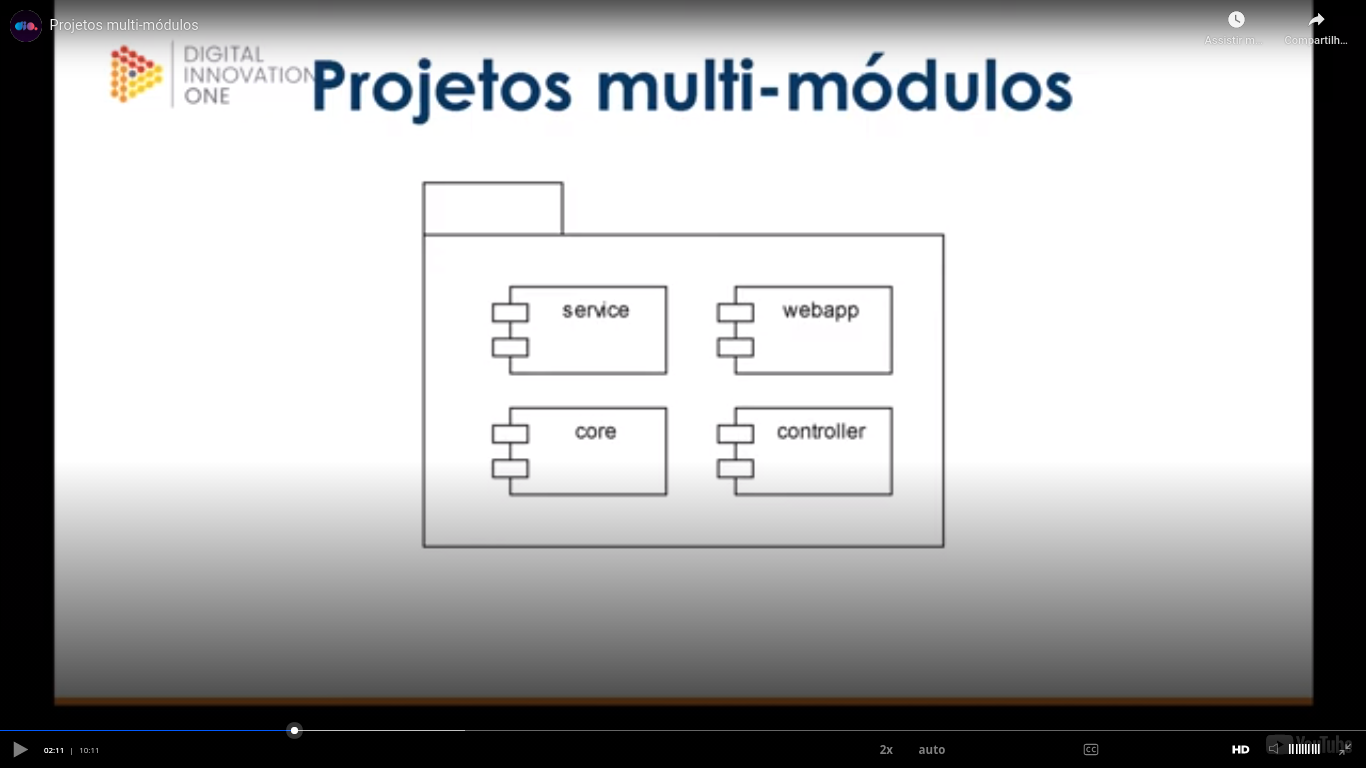 Projetos multi-módulos
Assistir m...
Compartilh...
DIGITAL
INNOVATION
ONE
Projetos multi-módulos
service
webapp
core
controller
02:11 | 10:11
2x
auto
CC
HD
YouTube